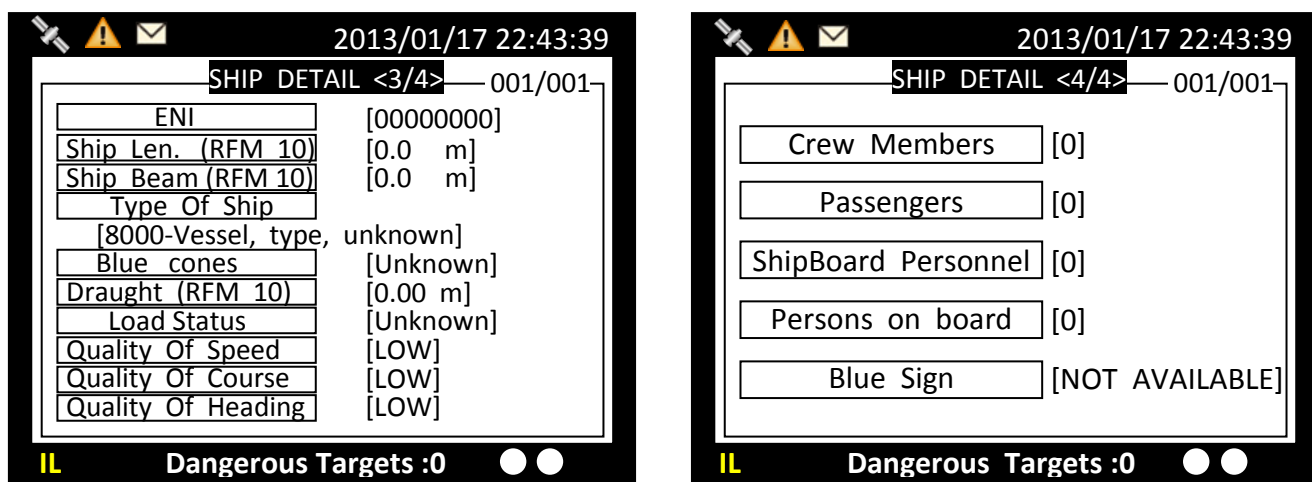 2013/01/17 22:43:39
SHIP DETAIL <3/4> 001/001
ENI [00000000]
Ship Len. (RFM 10) [0.0 m]
Ship Beam (RFM 10) [0.0 m]
Type Of Ship
[8000-Vessel, type, unknown]
Blue cones [Unknown]
Draught (RFM 10) [0.00 m]
Load Status [Unknown]
Quality Of Speed [LOW]
Quality Of Course [LOW]
Quality Of Heading [LOW]
IL Dangerous Targets :0
2013/01/17 22:43:39
SHIP DETAIL <4/4> 001/001
Crew Members [0]
Passengers [0]
ShipBoard Personnel [0]
Persons on board [0]
Blue Sign [NOT AVAILABLE]
IL Dangerous Targets :0